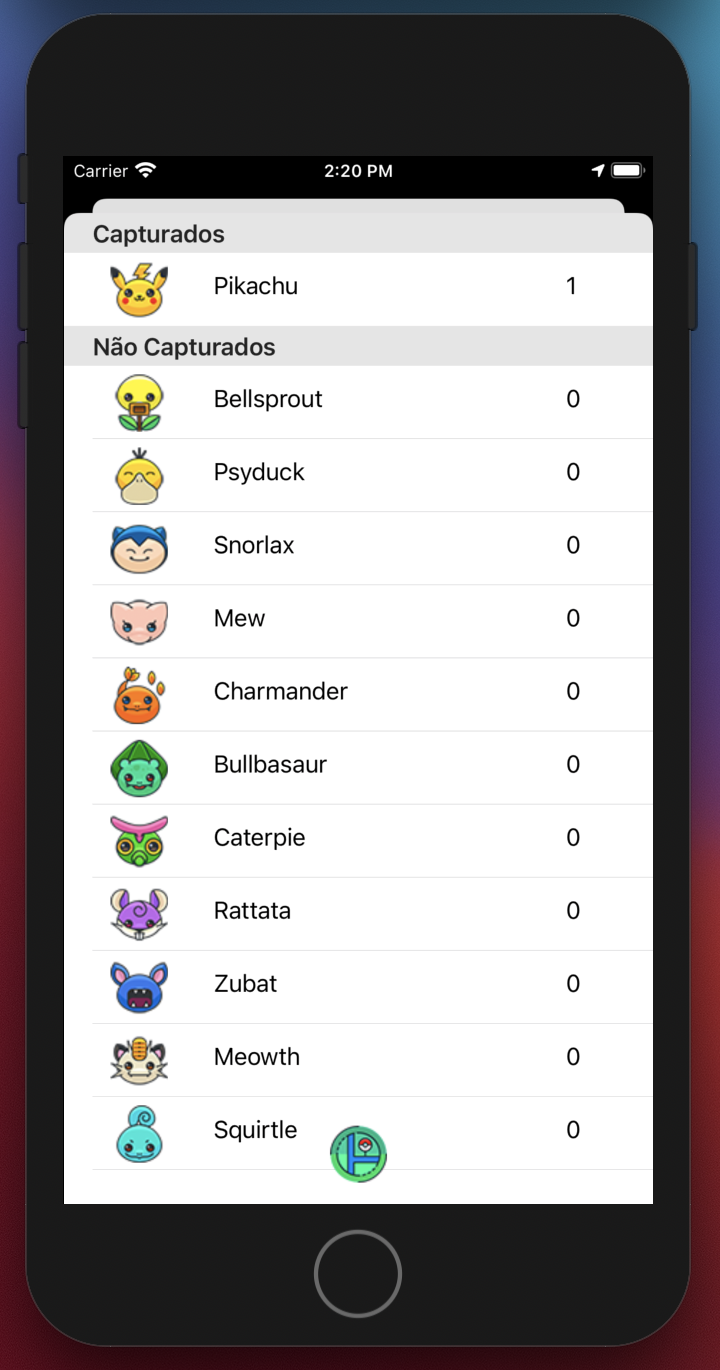 Carrier 2:20 PM
Capturados
Pikachu 1
Não Capturados
Bellsprout 0
Psyduck 0
Snorlax 0
Mew 0
Charmander 0
Bullbasaur 0
Caterpie 0
Rattata 0
Zubat 0
Meowth 0
Squirtle 0